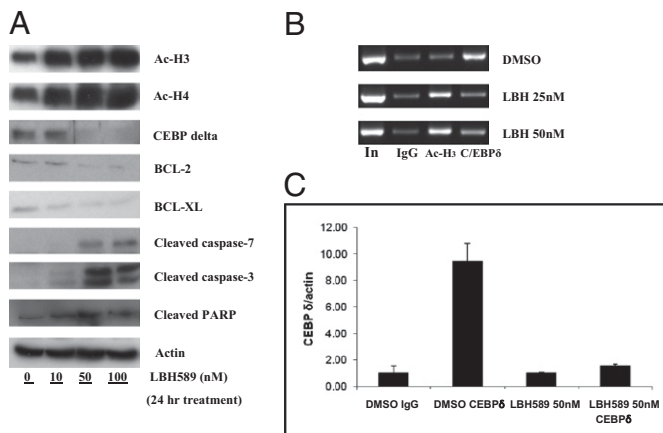 A
Ac-H3
Ac-H4
CEBP delta
BCL-2
BCL-XL
Cleaved caspase-7
Cleaved caspase-3
Cleaved PARP
Actin
0 10 50 100 LBH589 (nM)
(24 hr treatment)
B
DMSO
LBH 25nM
LBH 50nM
In IgG Ac-H3 C/EBPδ
C
CEBP δ/actin
12.00
10.00
8.00
6.00
4.00
2.00
0.00
DMSO IgG DMSO CEBPδ LBH589 50nM LBH589 50nM
CEBPδ